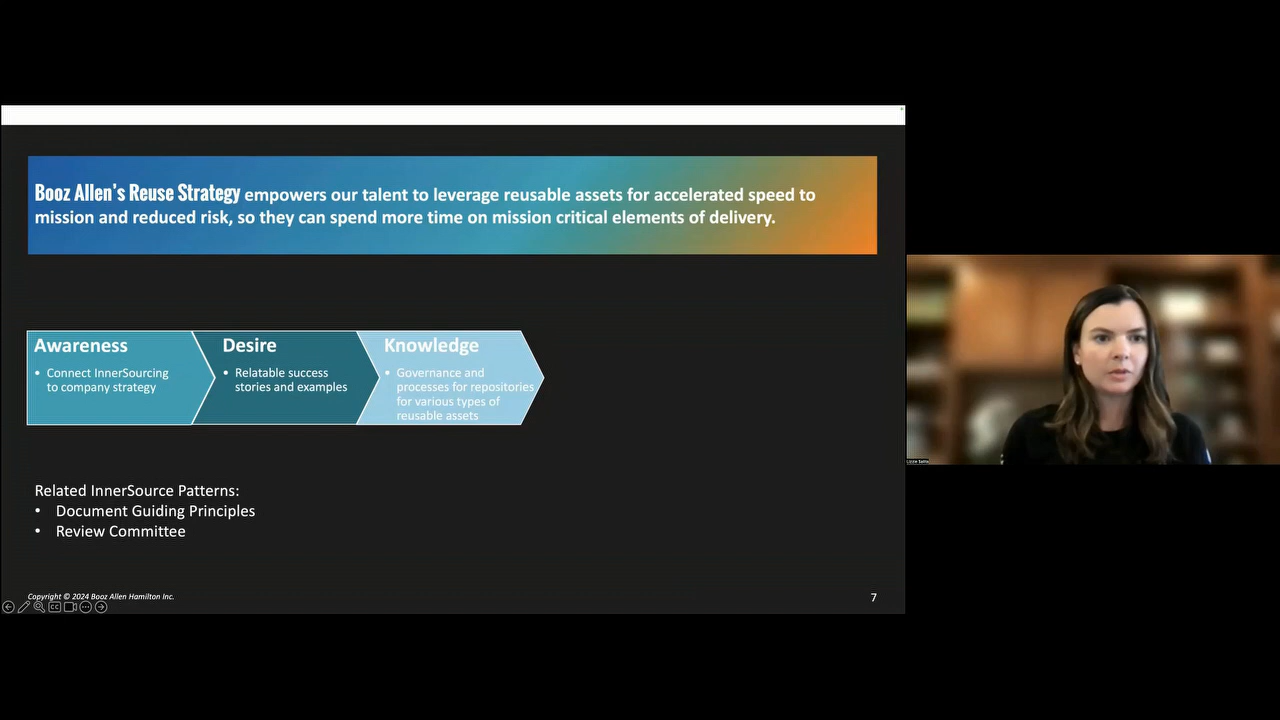 Booz Allen's Reuse Strategy empowers our talent to leverage reusable assets for accelerated speed to
mission and reduced risk, so they can spend more time on mission critical elements of delivery.
Awareness
• Connect InnerSourcing
to company strategy
Desire
• Relatable success
stories and examples
Knowledge
• Governance and
processes for repositories
for various types of
reusable assets
Related InnerSource Patterns:
• Document Guiding Principles
• Review Committee
Copyright © 2024 Booz Allen Hamilton Inc.
7